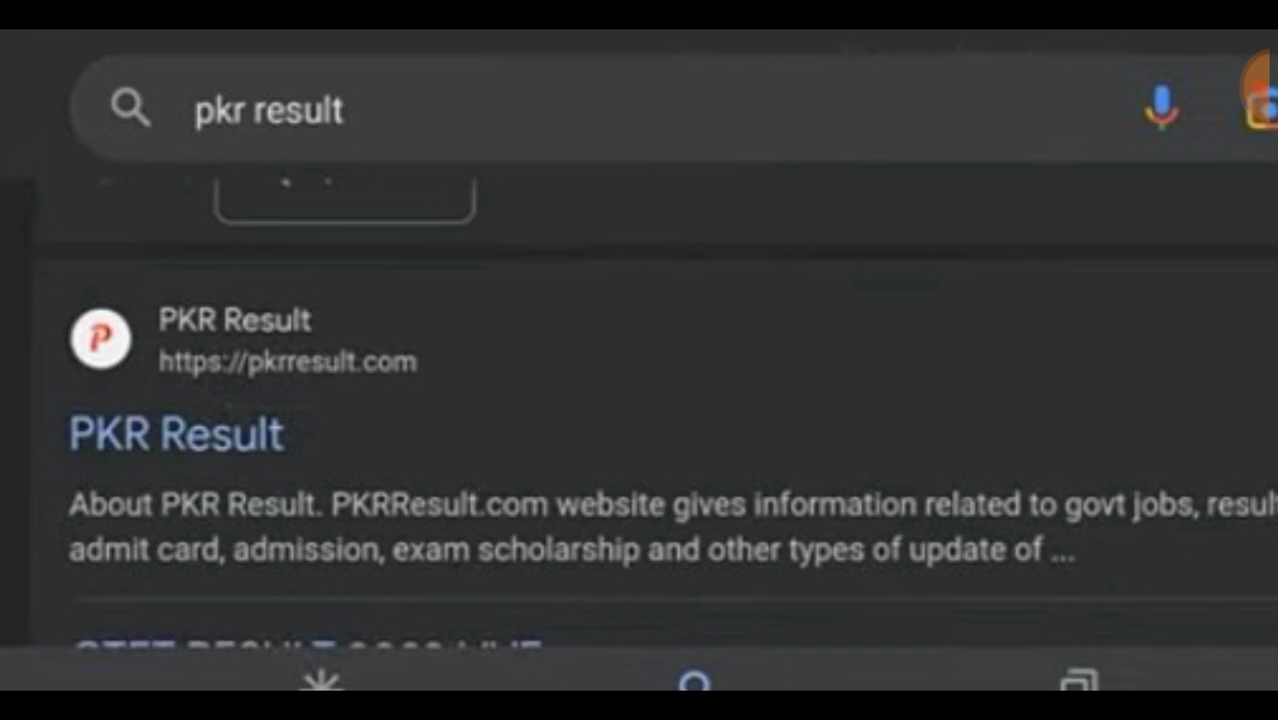 pkr result
PKR Result
https://pkrresult.com
PKR Result
About PKR Result. PKRResult.com website gives information related to govt jobs, resul
admit card, admission, exam scholarship and other types of update of ...